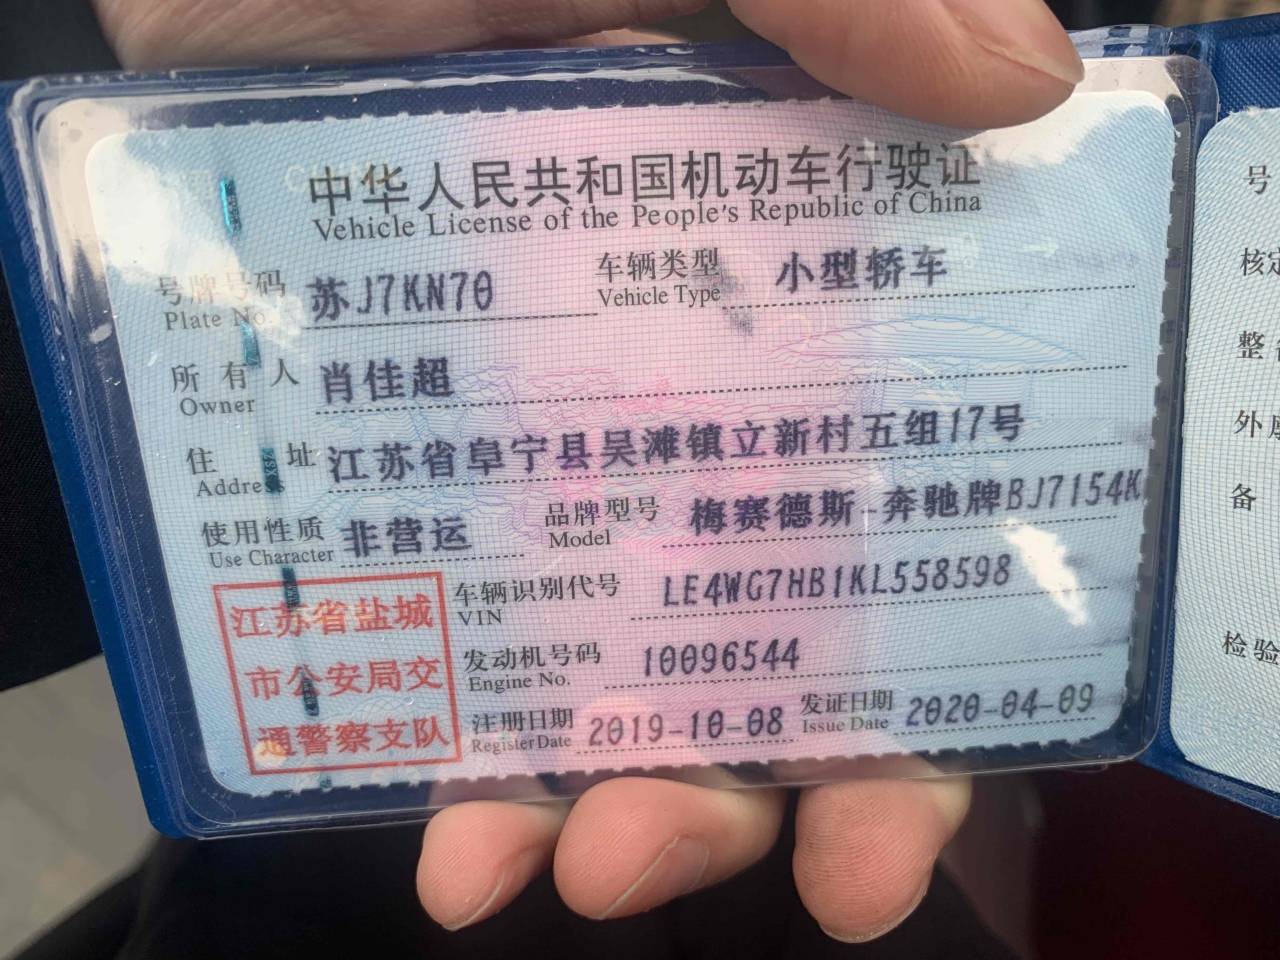 中华人民共和国机动车行驶证
Vehicle License of the People's Republic of China
号牌号码 苏J7KN70 车辆类型 小型轿车
Plate No. Vehicle Type
所有人 肖佳超
Owner
住址 江苏省阜宁县吴滩镇立新村五组17号
Address
使用性质 非营运 品牌型号 梅赛德斯-奔驰牌BJ7154K
Use Character Model
江苏省盐城
市公安局交
通警察支队
车辆识别代号 LE4WG7HB1KL558598
VIN
发动机号码 10096544
Engine No.
注册日期 2019-10-08 发证日期 2020-04-09
Register Date Issue Date
号
核定
整
外
备
检验